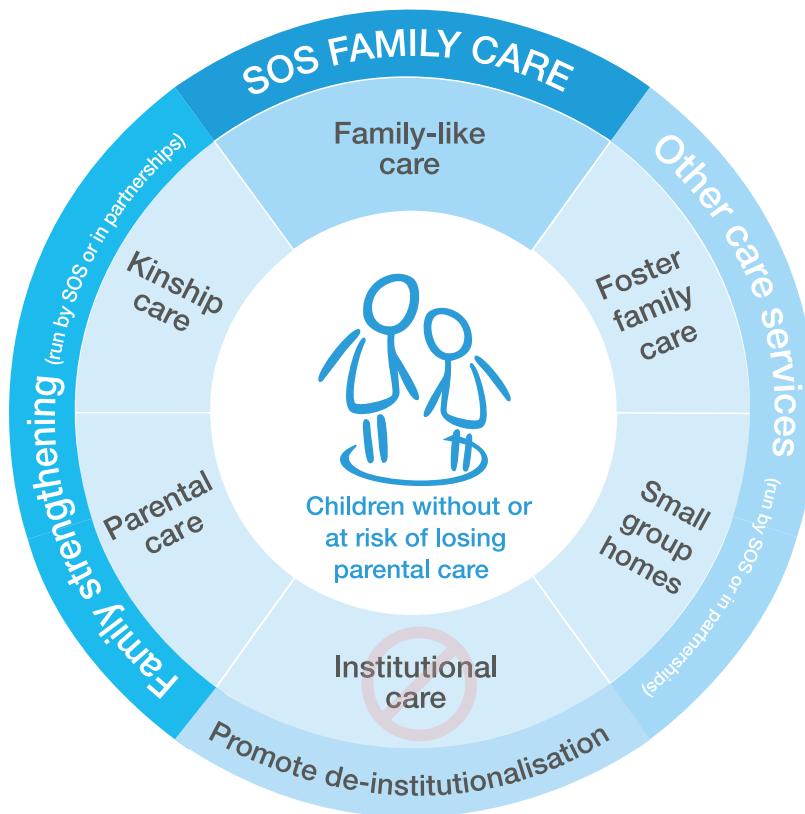 SOS FAMILY CARE
Family-like
care
Other care services (run by SOS or in partnerships)
Foster
family
care
Small
group
homes
Promote de-institutionalisation
Institutional
care
Family strengthening (run by SOS or in partnerships)
Parental
care
Kinship
care
Children without or
at risk of losing
parental care